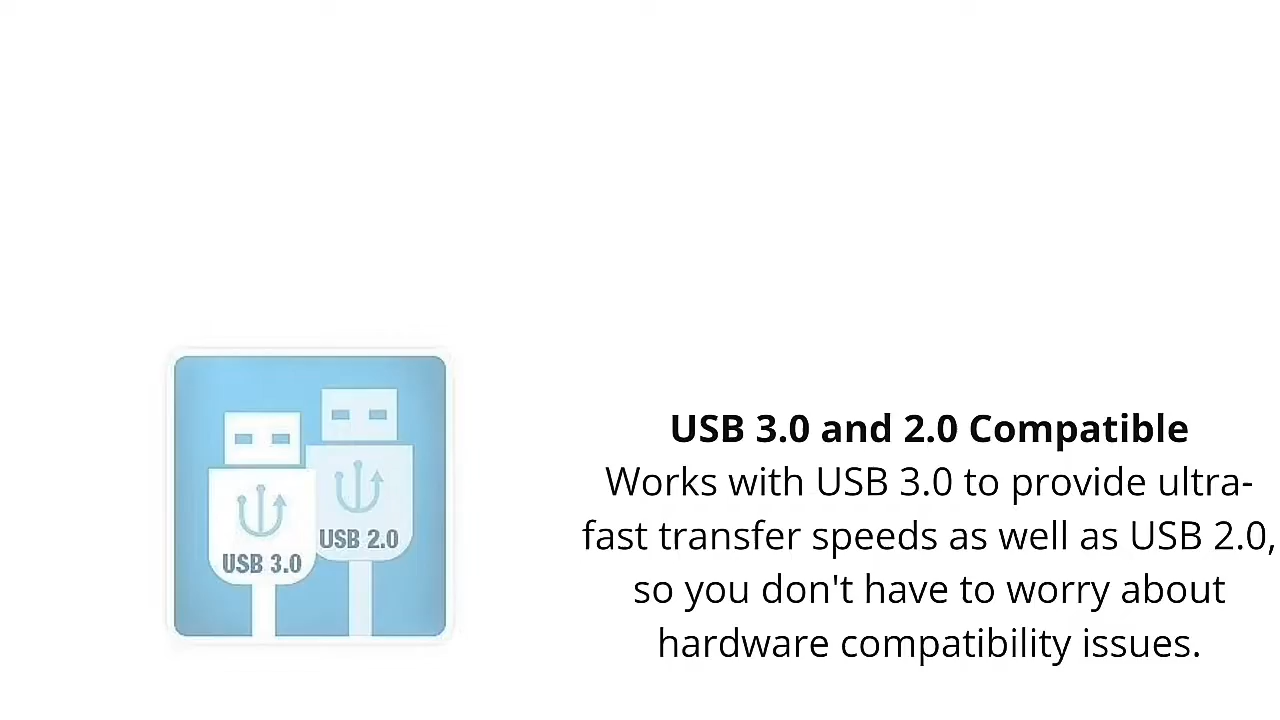 USB 3.0
USB 2.0
USB 3.0 and 2.0 Compatible
Works with USB 3.0 to provide ultra-
fast transfer speeds as well as USB 2.0,
so you don't have to worry about
hardware compatibility issues.